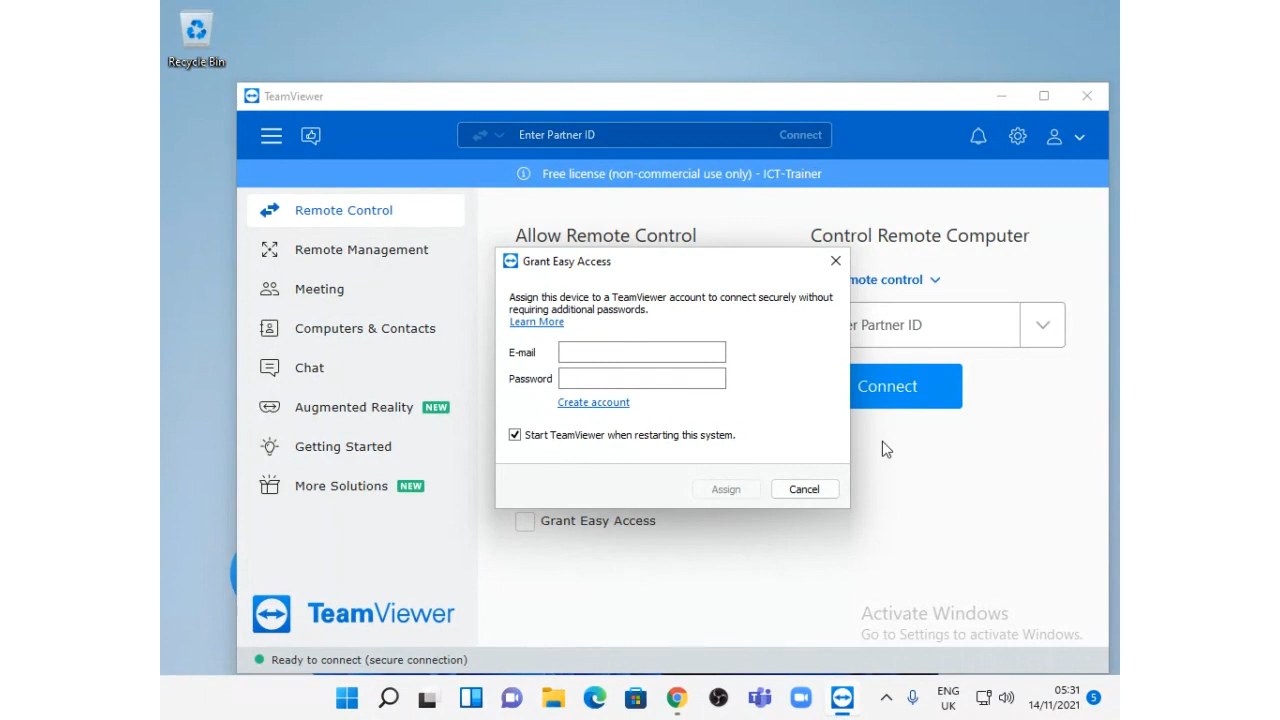 Recycle Bin
TeamViewer
Enter Partner ID
Connect
Free license (non-commercial use only) - ICT-Trainer
Remote Control
Remote Management
Meeting
Computers & Contacts
Chat
Augmented Reality NEW
Getting Started
More Solutions NEW
TeamViewer
Ready to connect (secure connection)
Allow Remote Control
Control Remote Computer
Grant Easy Access
Assign this device to a TeamViewer account to connect securely without
requiring additional passwords.
Learn More
E-mail
Password
Create account
Start TeamViewer when restarting this system.
Assign
Cancel
mote control
r Partner ID
Connect
Grant Easy Access
Activate Windows
Go to Settings to activate Windows.
ENG
UK
05:31
14/11/2021
5